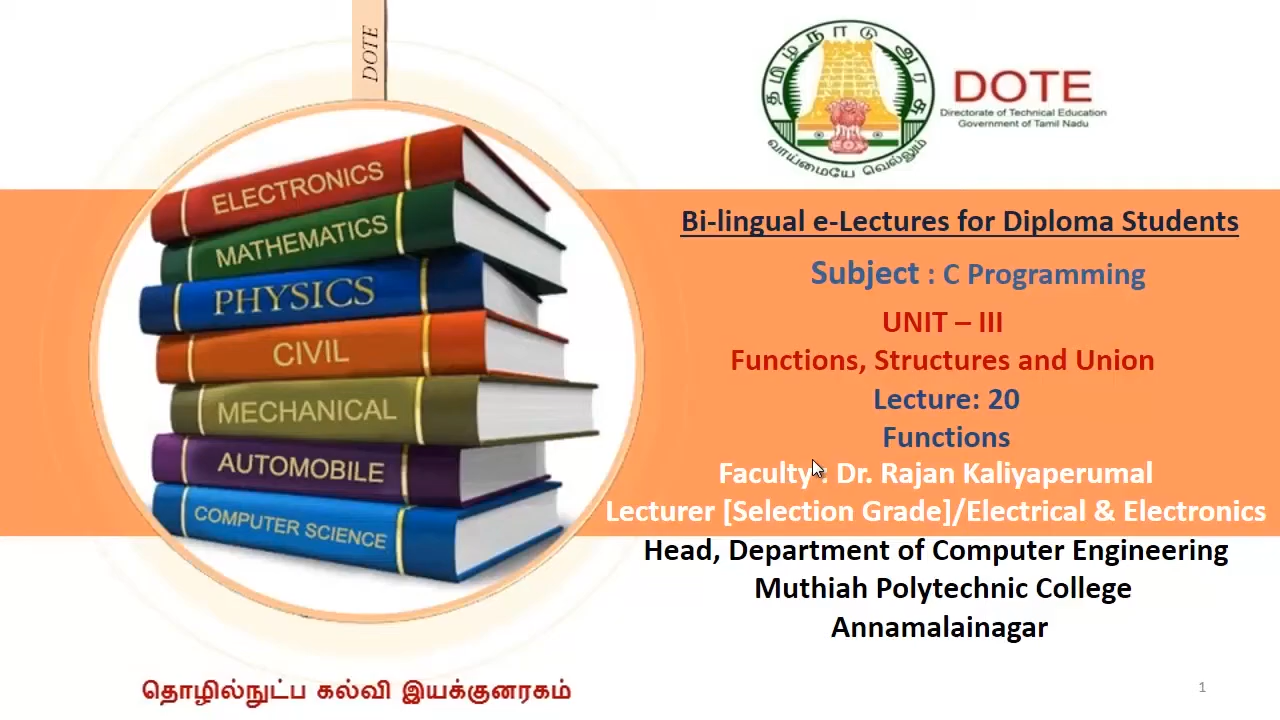 DOTE
தமிழ்நாடு அரசு
வாய்மையே வெல்லும்
DOTE
Directorate of Technical Education
Government of Tamil Nadu
ELECTRONICS
MATHEMATICS
PHYSICS
CIVIL
MECHANICAL
AUTOMOBILE
COMPUTER SCIENCE
Bi-lingual e-Lectures for Diploma Students
Subject : C Programming
UNIT – III
Functions, Structures and Union
Lecture: 20
Functions
Faculty : Dr. Rajan Kaliyaperumal
Lecturer [Selection Grade]/Electrical & Electronics
Head, Department of Computer Engineering
Muthiah Polytechnic College
Annamalainagar
தொழில்நுட்ப கல்வி இயக்குனரகம்
1